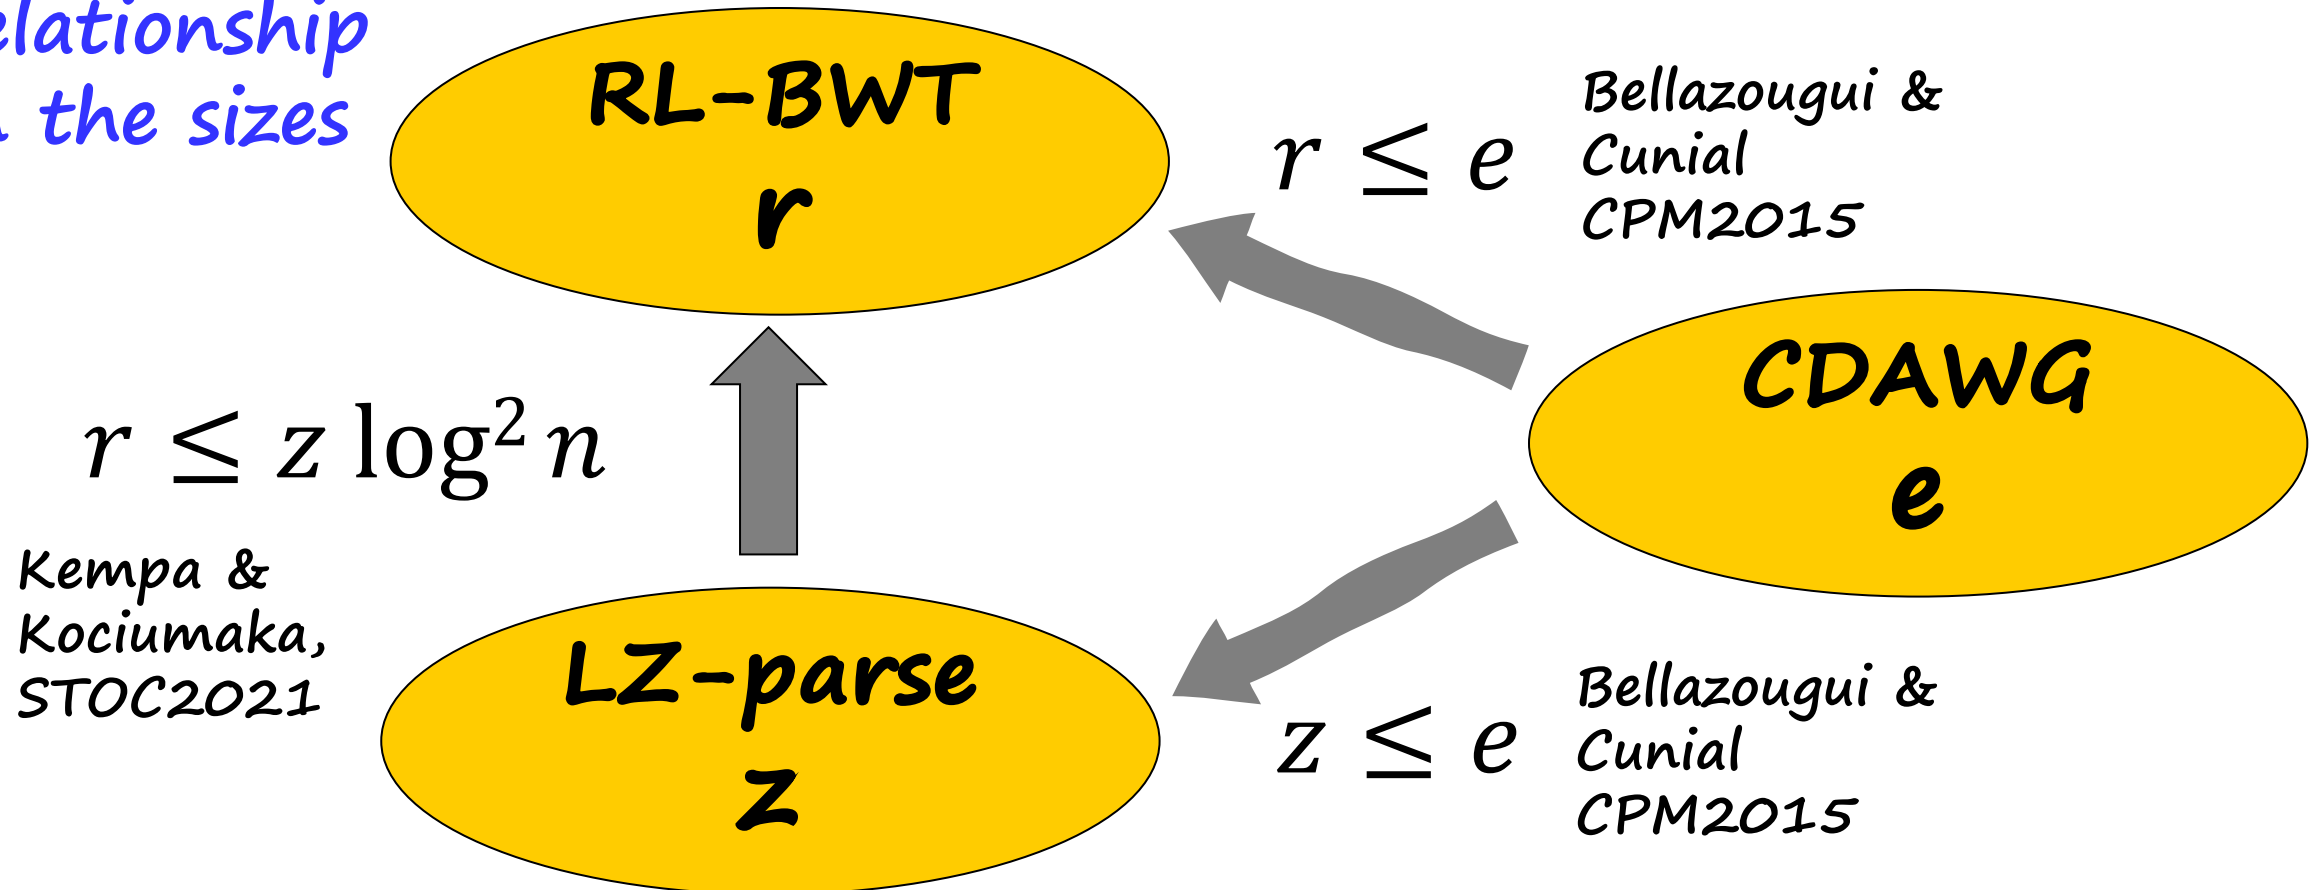 elationship
the sizes
RL-BWT
r
r ≤ e
Bellazougui &
Cunial
CPM2015
CDAWG
e
r ≤ z log² n
Kempa &
Kociumaka,
STOC2021
LZ-parse
z
z ≤ e
Bellazougui &
Cunial
CPM2015